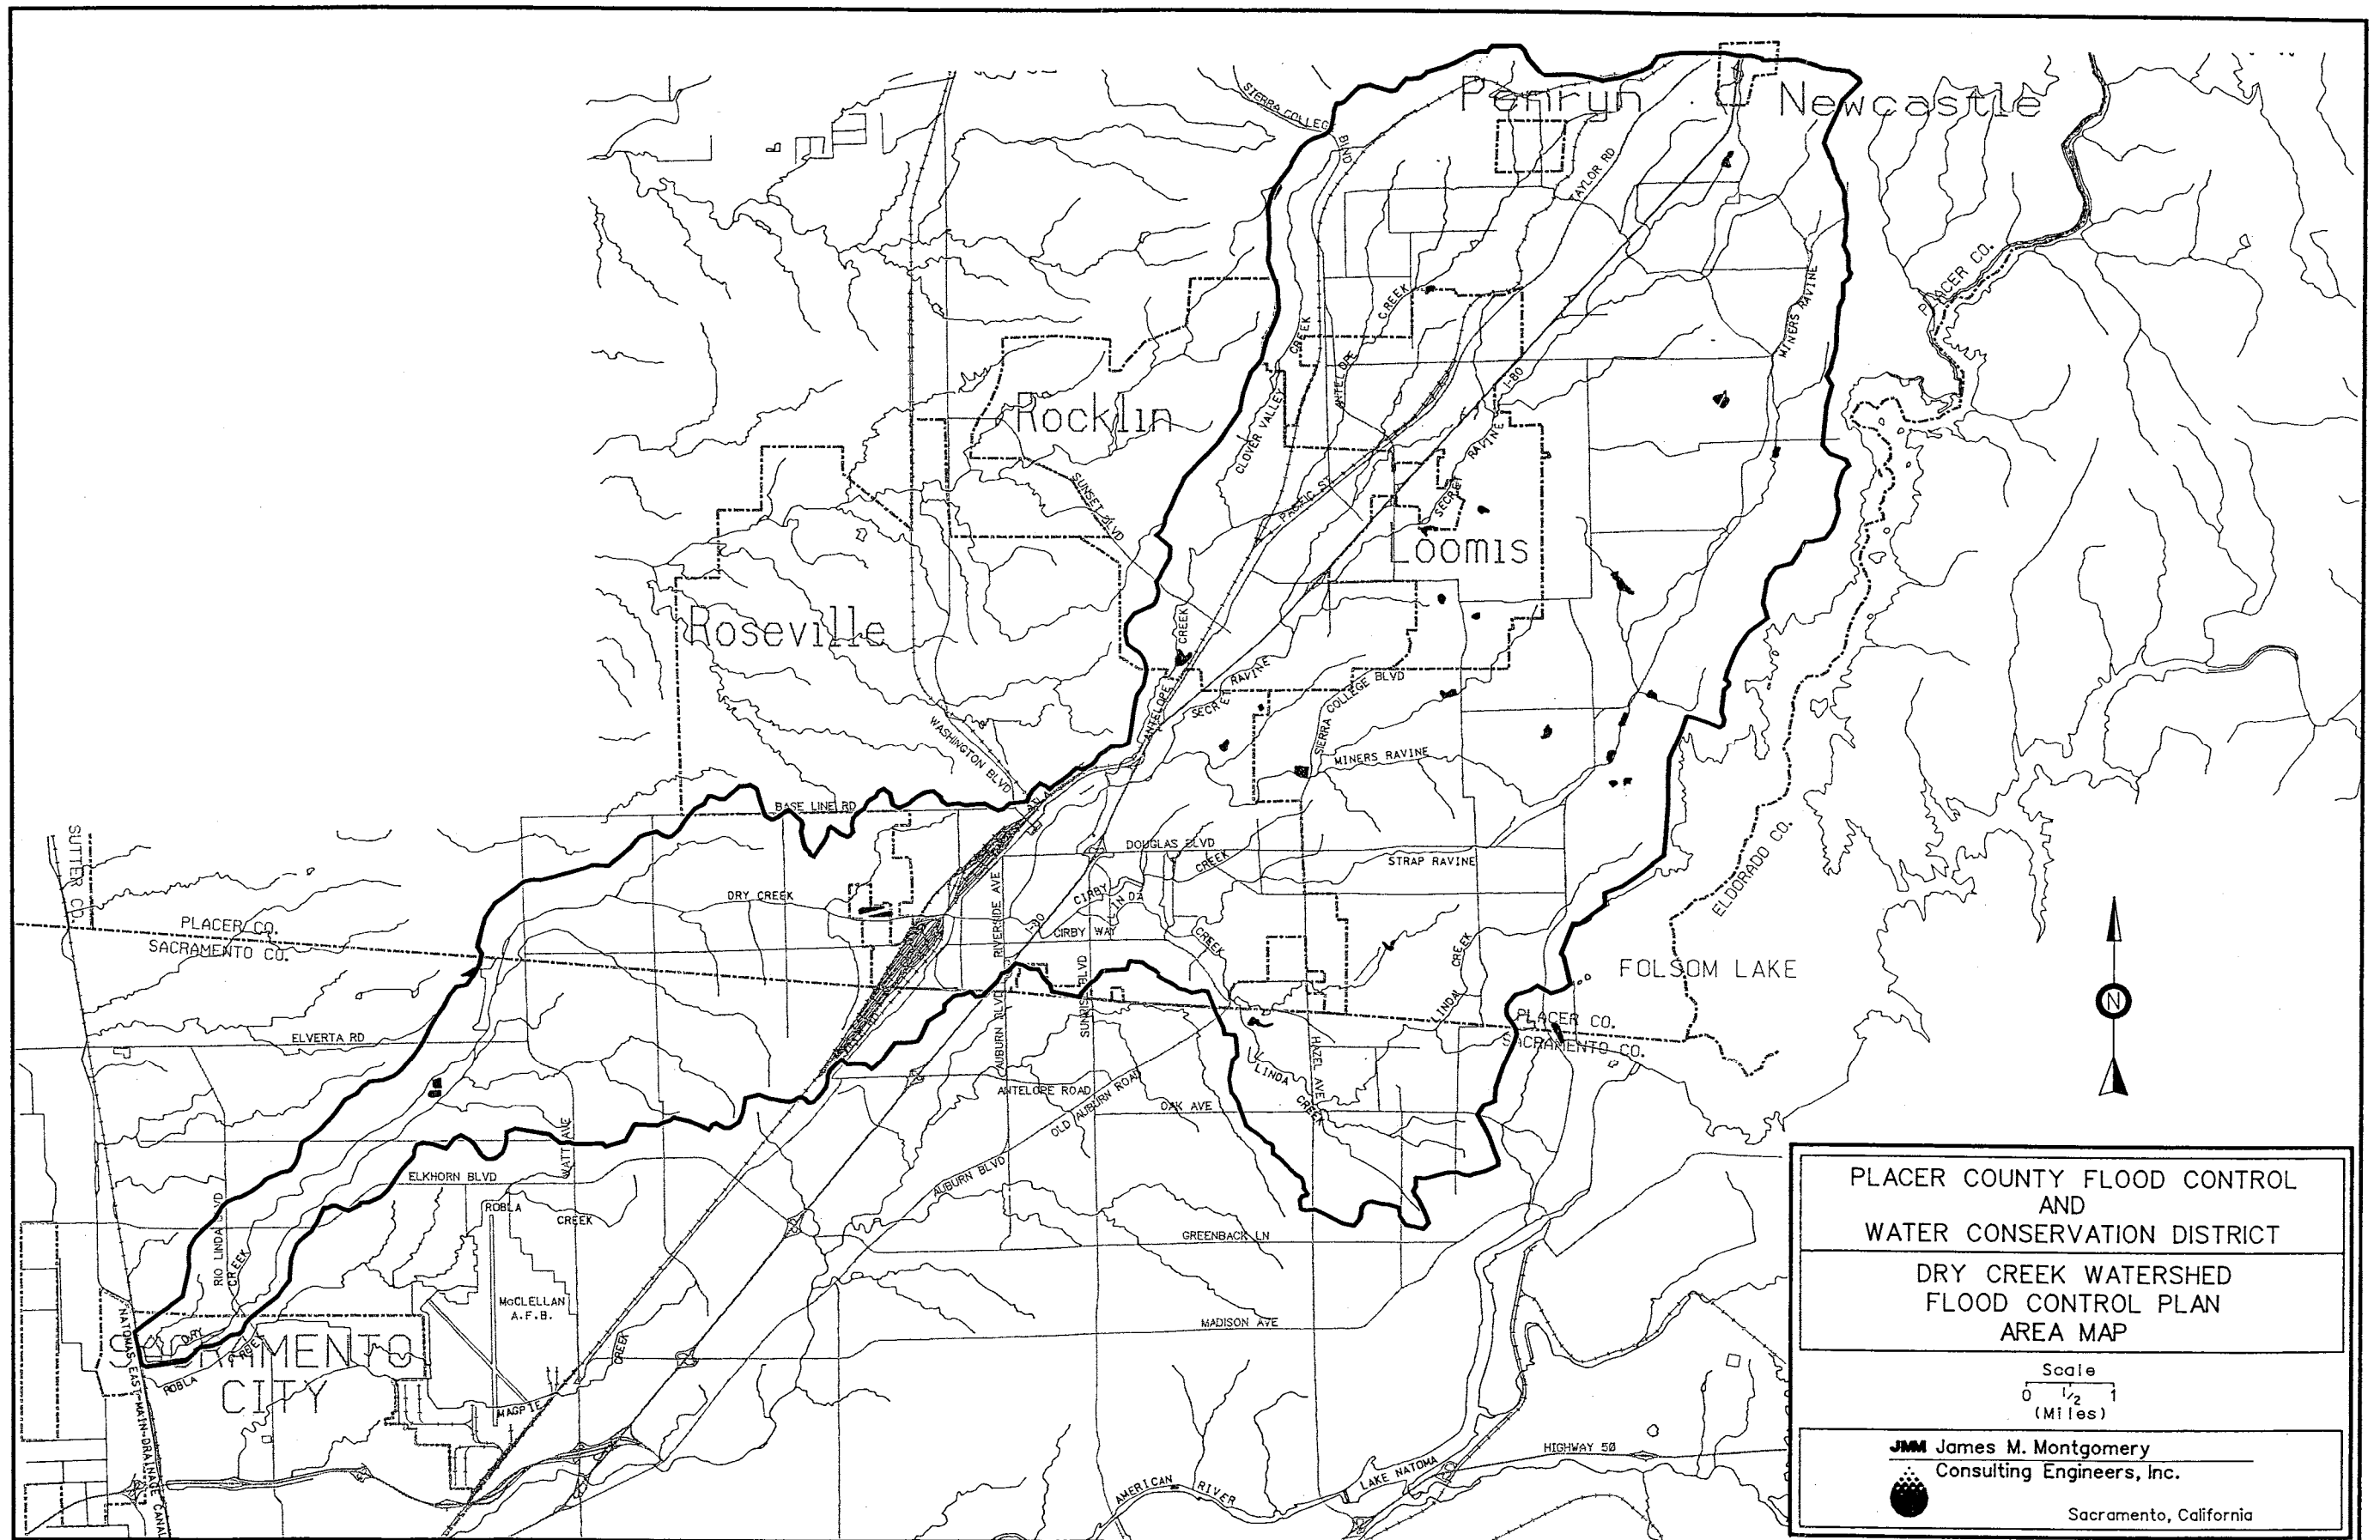 Penryn
Newcastle
SIERRA COLLEGE
BLVD
TAYLOR RD
PLACER CO.
MINERS RAVINE
CREEK
ANTELOPE
CREEK
CLOVER VALLEY
I-80
Rocklin
SUNSET BLVD
PACIFIC ST
SECRET
RAVINE
Loomis
Roseville
CREEK
ANTELOPE
SECRET
RAVINE
SIERRA COLLEGE BLVD
WASHINGTON BLVD
MINERS RAVINE
BASE LINE RD
SUTTER CO.
DOUGLAS BLVD
CREEK
STRAP RAVINE
ELDORADO CO.
DRY CREEK
RIVERSIDE AVE
CIRBY
LINDA
I-80
CIRBY WAY
CREEK
PLACER CO.
SACRAMENTO CO.
LINDA
CREEK
FOLSOM LAKE
N
SUNRISE BLVD
AUBURN BLVD
PLACER CO.
SACRAMENTO CO.
ELVERTA RD
HAZEL AVE
LINDA
CREEK
ANTELOPE ROAD
OLD AUBURN ROAD
OAK AVE
WATT AVE
ELKHORN BLVD
AUBURN BLVD
ROBLA
CREEK
RIO LINDA BLVD
CREEK
GREENBACK LN
McCLELLAN
A.F.B.
MADISON AVE
DRY
SACRAMENTO
CITY
ROBLA
CREEK
NATOMAS EAST MAIN DRAINAGE CANAL
MAGPIE
CREEK
HIGHWAY 50
LAKE NATOMA
AMERICAN
RIVER
PLACER COUNTY FLOOD CONTROL
AND
WATER CONSERVATION DISTRICT
DRY CREEK WATERSHED
FLOOD CONTROL PLAN
AREA MAP
Scale
0 1/2 1
(Miles)
JMM James M. Montgomery
Consulting Engineers, Inc.
Sacramento, California